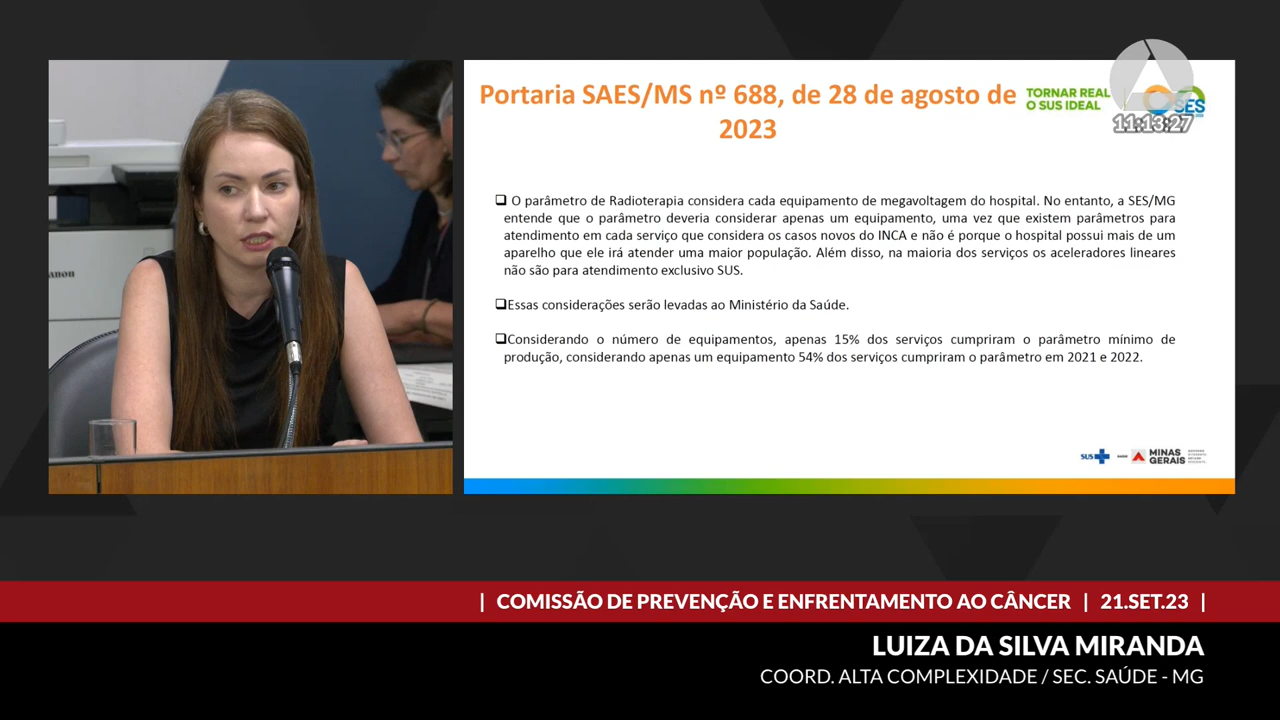 Portaria SAES/MS nº 688, de 28 de agosto de
2023
TORNAR REAL
O SUS IDEAL
SES
11:13:27
❑ O parâmetro de Radioterapia considera cada equipamento de megavoltagem do hospital. No entanto, a SES/MG
entende que o parâmetro deveria considerar apenas um equipamento, uma vez que existem parâmetros para
atendimento em cada serviço que considera os casos novos do INCA e não é porque o hospital possui mais de um
aparelho que ele irá atender uma maior população. Além disso, na maioria dos serviços os aceleradores lineares
não são para atendimento exclusivo SUS.
❑Essas considerações serão levadas ao Ministério da Saúde.
❑Considerando o número de equipamentos, apenas 15% dos serviços cumpriram o parâmetro mínimo de
produção, considerando apenas um equipamento 54% dos serviços cumpriram o parâmetro em 2021 e 2022.
SUS
MINAS
GERAIS
| COMISSÃO DE PREVENÇÃO E ENFRENTAMENTO AO CÂNCER | 21.SET.23 |
LUIZA DA SILVA MIRANDA
COORD. ALTA COMPLEXIDADE / SEC. SAÚDE - MG